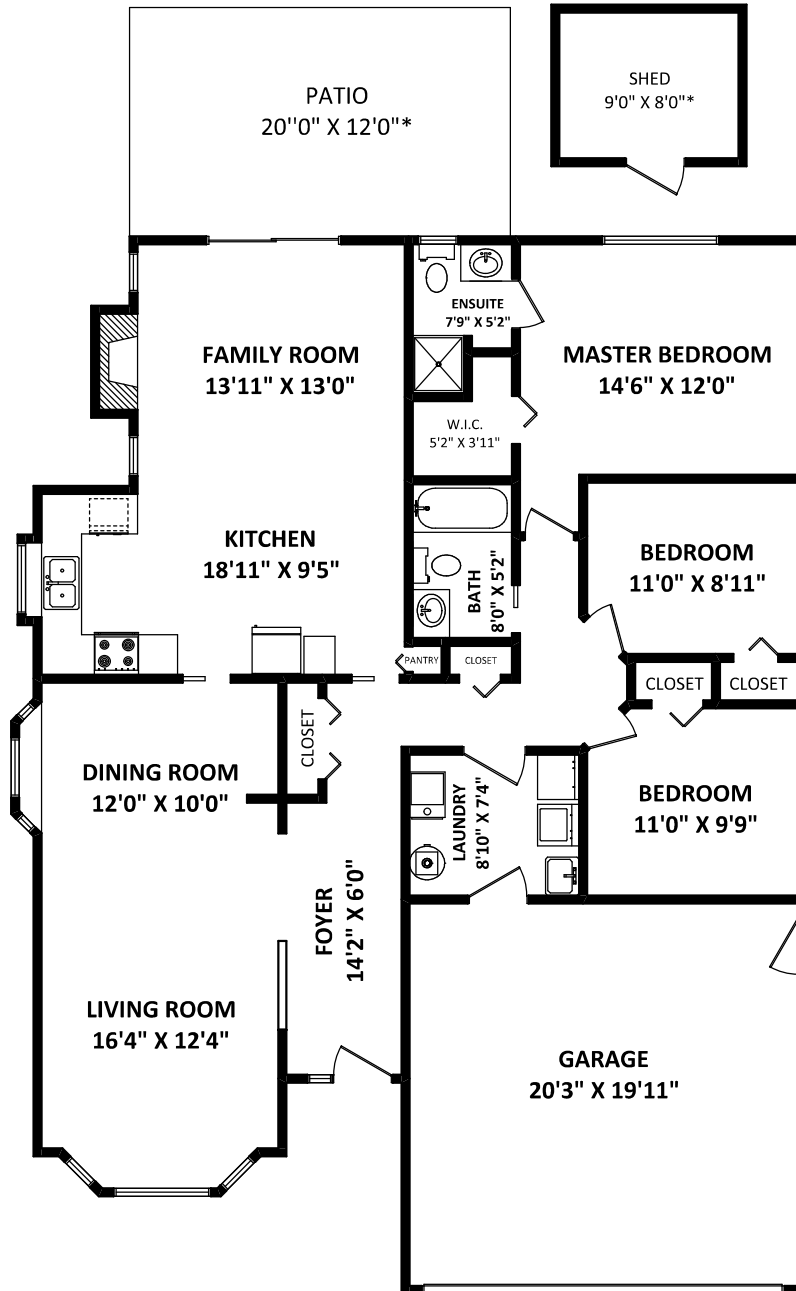 PATIO
20''0" X 12'0"*
SHED
9'0" X 8'0"*
ENSUITE
7'9" X 5'2"
FAMILY ROOM
13'11" X 13'0"
MASTER BEDROOM
14'6" X 12'0"
W.I.C.
5'2" X 3'11"
KITCHEN
18'11" X 9'5"
BATH
8'0" X 5'2"
BEDROOM
11'0" X 8'11"
PANTRY
CLOSET
CLOSET
CLOSET
CLOSET
DINING ROOM
12'0" X 10'0"
LAUNDRY
8'10" X 7'4"
BEDROOM
11'0" X 9'9"
FOYER
14'2" X 6'0"
LIVING ROOM
16'4" X 12'4"
GARAGE
20'3" X 19'11"